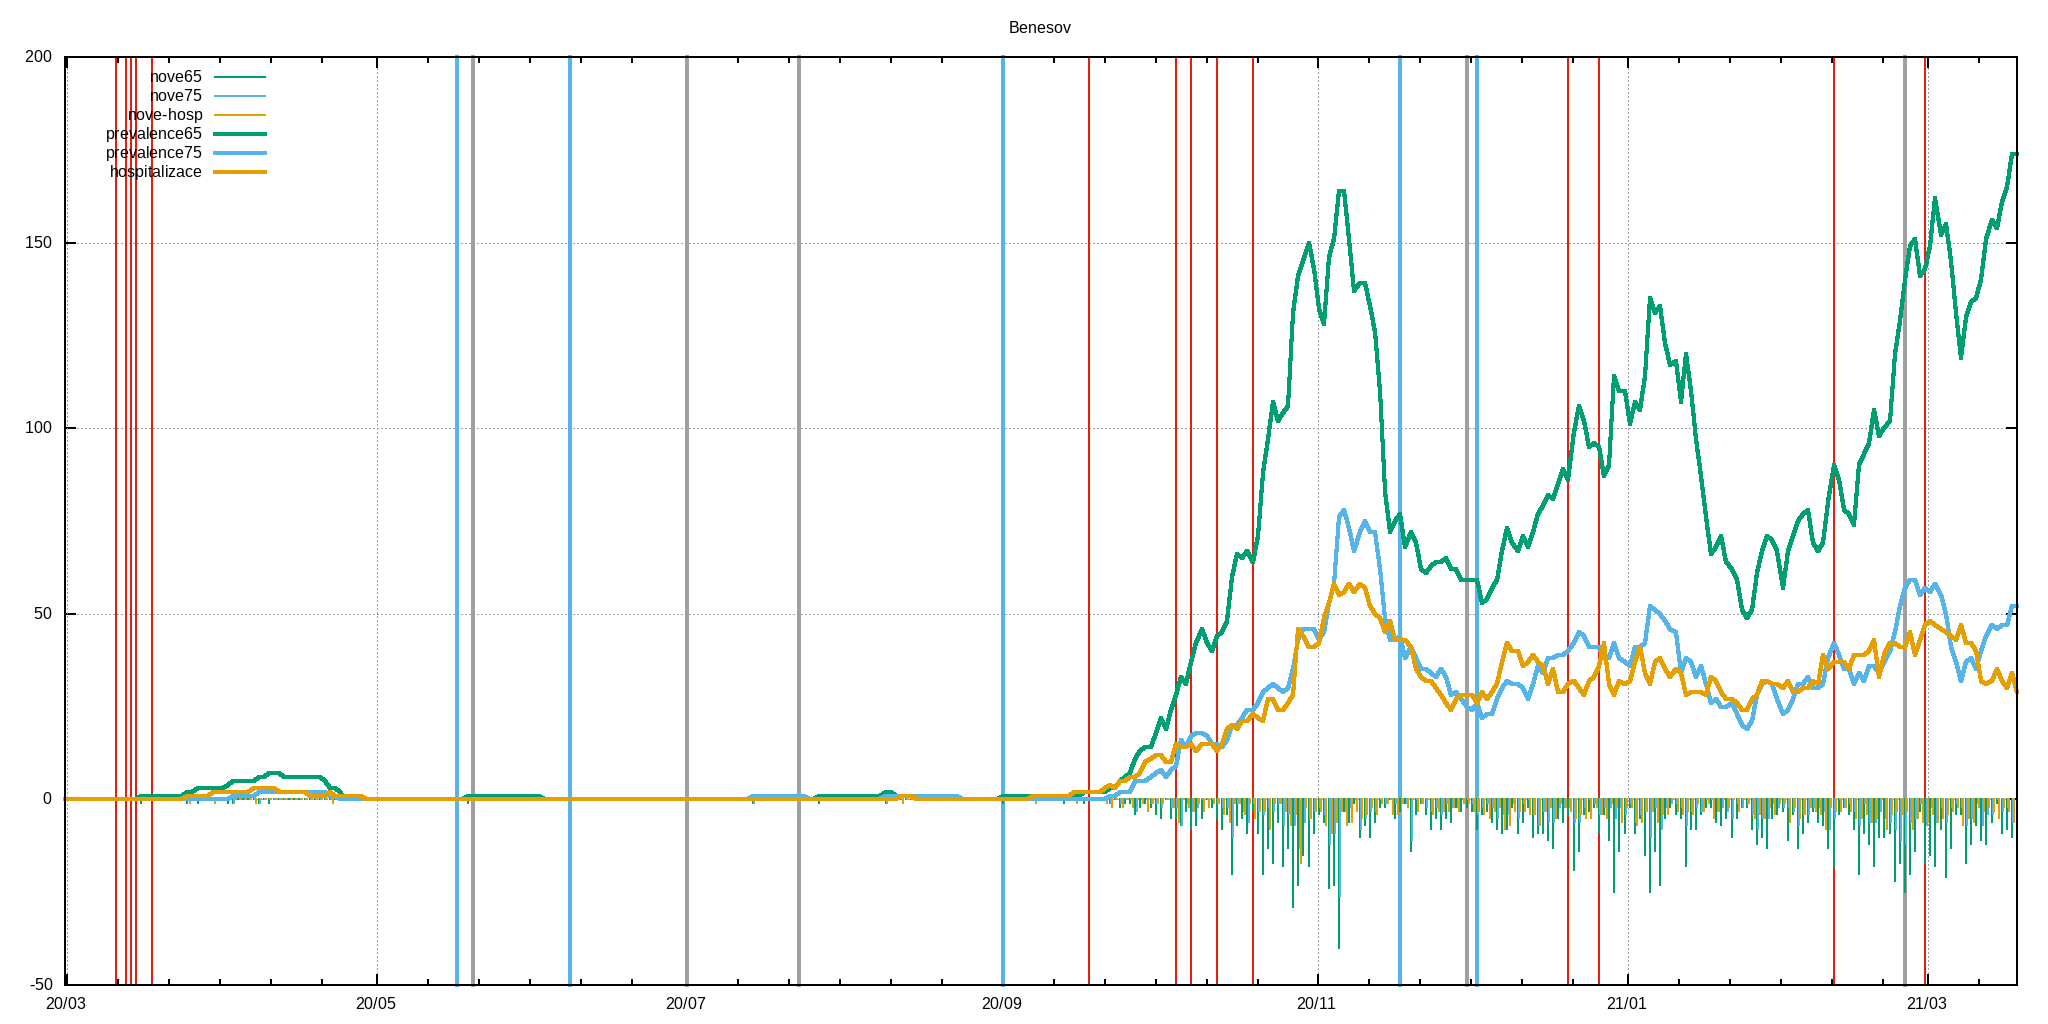 Benesov
200
nove65
nove75
nove-hosp
prevalence65
prevalence75
hospitalizace
150
100
50
0
-50
20/03 20/05 20/07 20/09 20/11 21/01 21/03